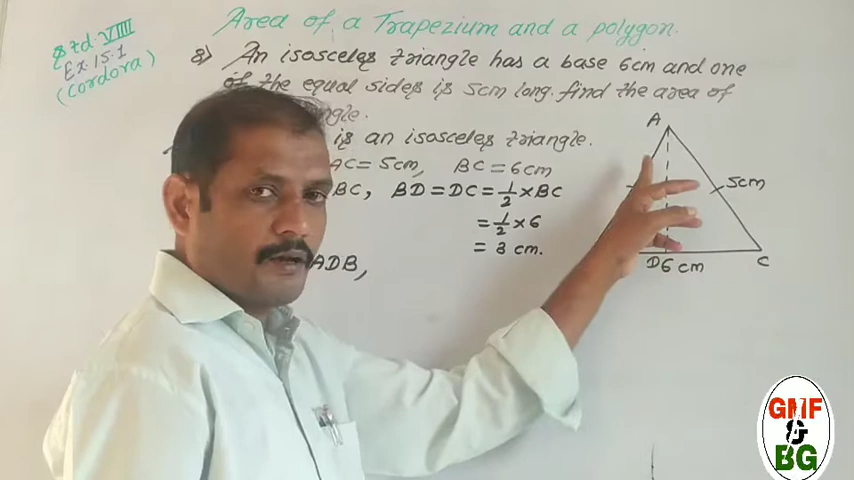 Area of a Trapezium and a polygon.
Std. VIII
Ex. 15.1
(Cordora)
8) An isosceles triangle has a base 6cm and one
of the equal sides is 5cm long. find the area of
is an isosceles triangle.
AC = 5cm, BC = 6cm
BC, BD = DC = 1/2 × BC
= 1/2 × 6
= 3 cm.
ADB,
A
5cm
D 6 cm C
GMF
&
BG